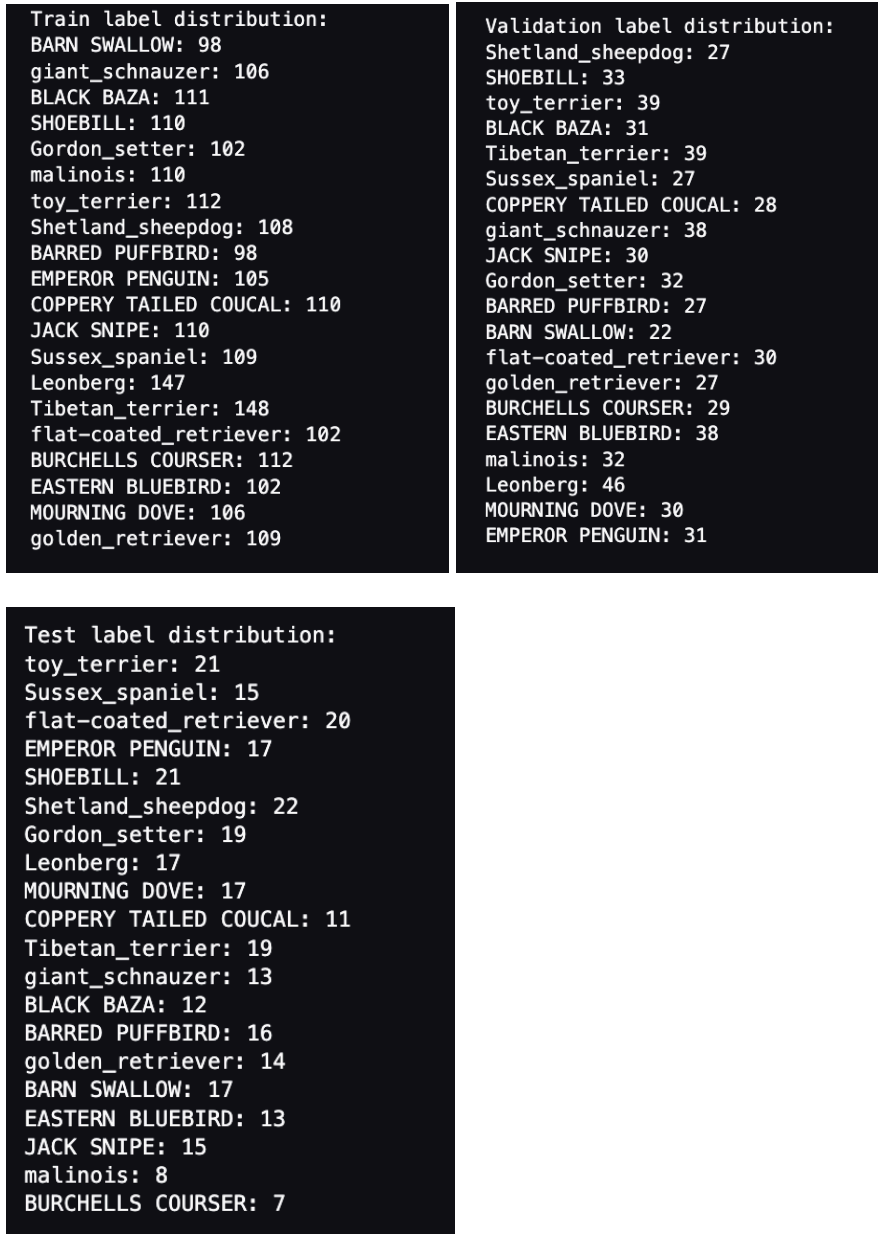 Train label distribution:
BARN SWALLOW: 98
giant_schnauzer: 106
BLACK BAZA: 111
SHOEBILL: 110
Gordon_setter: 102
malinois: 110
toy_terrier: 112
Shetland_sheepdog: 108
BARRED PUFFBIRD: 98
EMPEROR PENGUIN: 105
COPPERY TAILED COUCAL: 110
JACK SNIPE: 110
Sussex_spaniel: 109
Leonberg: 147
Tibetan_terrier: 148
flat-coated_retriever: 102
BURCHELLS COURSER: 112
EASTERN BLUEBIRD: 102
MOURNING DOVE: 106
golden_retriever: 109
Validation label distribution:
Shetland_sheepdog: 27
SHOEBILL: 33
toy_terrier: 39
BLACK BAZA: 31
Tibetan_terrier: 39
Sussex_spaniel: 27
COPPERY TAILED COUCAL: 28
giant_schnauzer: 38
JACK SNIPE: 30
Gordon_setter: 32
BARRED PUFFBIRD: 27
BARN SWALLOW: 22
flat-coated_retriever: 30
golden_retriever: 27
BURCHELLS COURSER: 29
EASTERN BLUEBIRD: 38
malinois: 32
Leonberg: 46
MOURNING DOVE: 30
EMPEROR PENGUIN: 31
Test label distribution:
toy_terrier: 21
Sussex_spaniel: 15
flat-coated_retriever: 20
EMPEROR PENGUIN: 17
SHOEBILL: 21
Shetland_sheepdog: 22
Gordon_setter: 19
Leonberg: 17
MOURNING DOVE: 17
COPPERY TAILED COUCAL: 11
Tibetan_terrier: 19
giant_schnauzer: 13
BLACK BAZA: 12
BARRED PUFFBIRD: 16
golden_retriever: 14
BARN SWALLOW: 17
EASTERN BLUEBIRD: 13
JACK SNIPE: 15
malinois: 8
BURCHELLS COURSER: 7